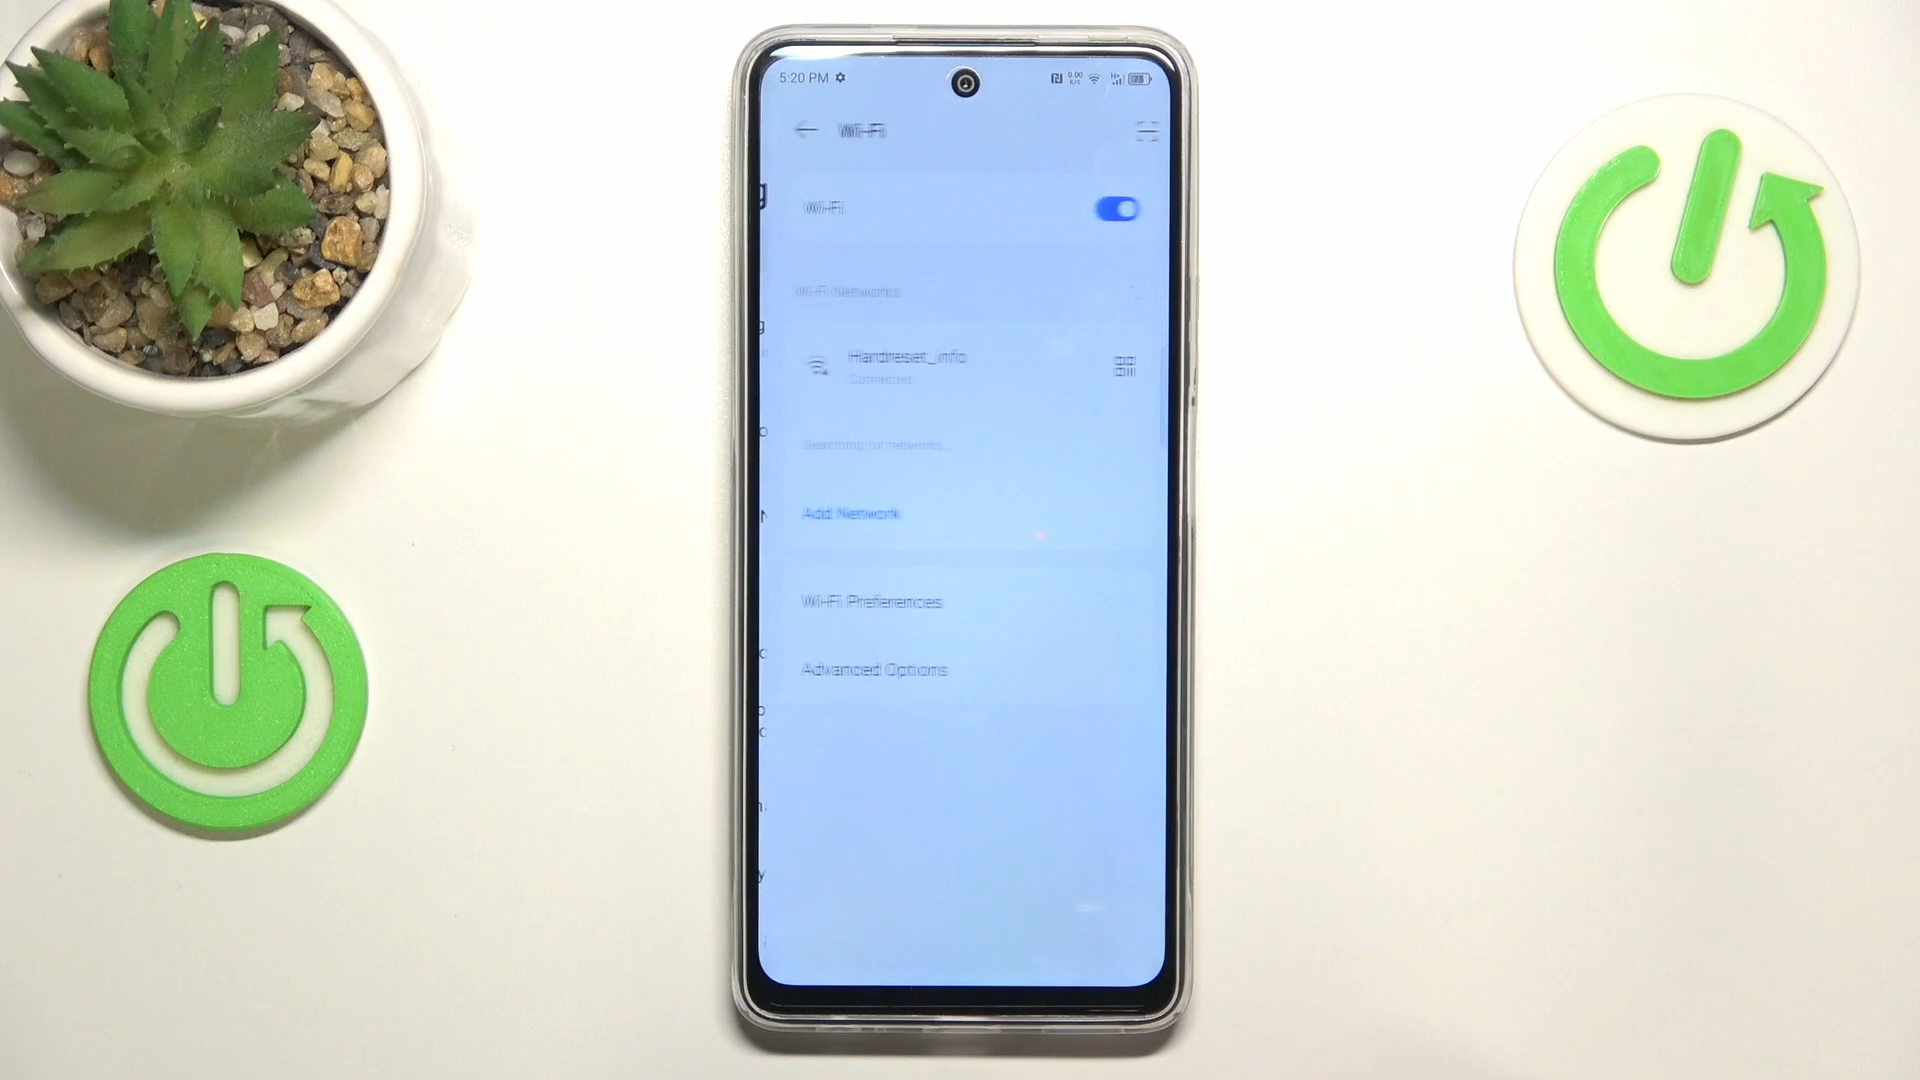 5:20 PM
Wi-Fi
Wi-Fi
Wi-Fi Networks
Hardreset_info
Connected
Searching for networks...
Add Network
Wi-Fi Preferences
Advanced Options